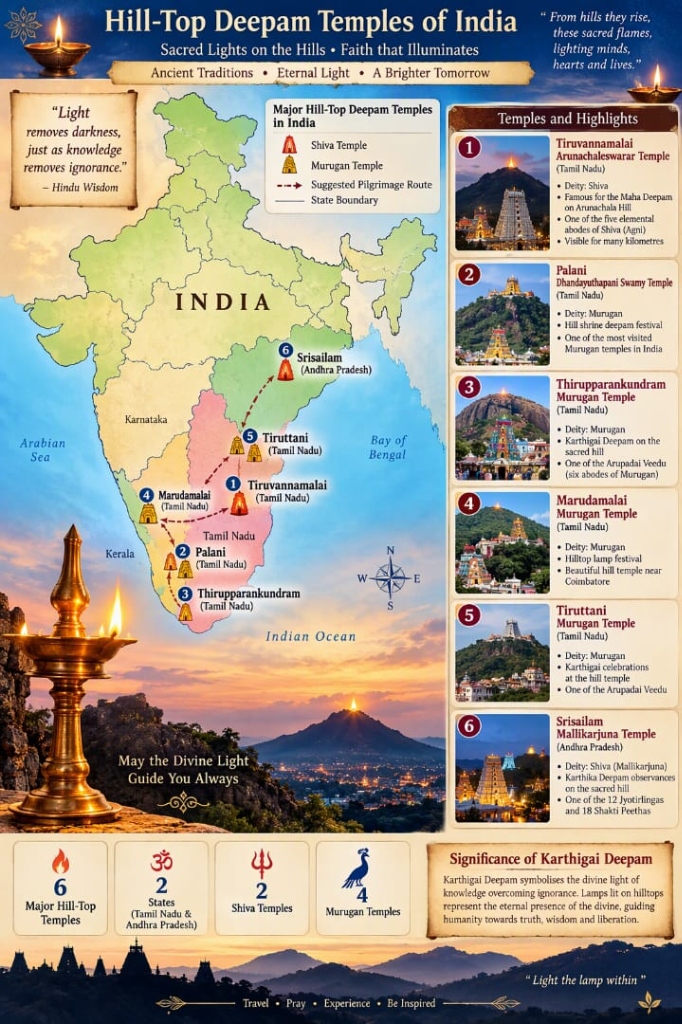 Hill-Top Deepam Temples of India
Sacred Lights on the Hills • Faith that Illuminates
Ancient Traditions • Eternal Light • A Brighter Tomorrow
“ From hills they rise,
these sacred flames,
lighting minds,
hearts and lives.”
“Light
removes darkness,
just as knowledge
removes ignorance.”
– Hindu Wisdom
Major Hill-Top Deepam Temples
in India
Shiva Temple
Murugan Temple
Suggested Pilgrimage Route
State Boundary
INDIA
6
Srisailam
(Andhra Pradesh)
Karnataka
Arabian
Sea
Bay of
Bengal
5
Tiruttani
(Tamil Nadu)
4
Marudamalai
(Tamil Nadu)
1
Tiruvannamalai
(Tamil Nadu)
Tamil Nadu
Kerala
2
Palani
(Tamil Nadu)
3
Thirupparankundram
(Tamil Nadu)
N
W
E
S
Indian Ocean
May the Divine Light
Guide You Always
Temples and Highlights
1
Tiruvannamalai
Arunachaleswarar Temple
(Tamil Nadu)
• Deity: Shiva
• Famous for the Maha Deepam
on Arunachala Hill
• One of the five elemental
abodes of Shiva (Agni)
• Visible for many kilometres
2
Palani
Dhandayuthapani Swamy Temple
(Tamil Nadu)
• Deity: Murugan
• Hill shrine deepam festival
• One of the most visited
Murugan temples in India
3
Thirupparankundram
Murugan Temple
(Tamil Nadu)
• Deity: Murugan
• Karthigai Deepam on the
sacred hill
• One of the Arupadai Veedu
(six abodes of Murugan)
4
Marudamalai
Murugan Temple
(Tamil Nadu)
• Deity: Murugan
• Hilltop lamp festival
• Beautiful hill temple near
Coimbatore
5
Tiruttani
Murugan Temple
(Tamil Nadu)
• Deity: Murugan
• Karthigai celebrations
at the hill temple
• One of the Arupadai Veedu
6
Srisailam
Mallikarjuna Temple
(Andhra Pradesh)
• Deity: Shiva (Mallikarjuna)
• Karthika Deepam observances
on the sacred hill
• One of the 12 Jyotirlingas
and 18 Shakti Peethas
6
Major Hill-Top
Temples
ॐ
2
States
(Tamil Nadu &
Andhra Pradesh)
2
Shiva Temples
4
Murugan Temples
Significance of Karthigai Deepam
Karthigai Deepam symbolises the divine light of
knowledge overcoming ignorance. Lamps lit on hilltops
represent the eternal presence of the divine, guiding
humanity towards truth, wisdom and liberation.
“ Light the lamp within ”
Travel • Pray • Experience • Be Inspired